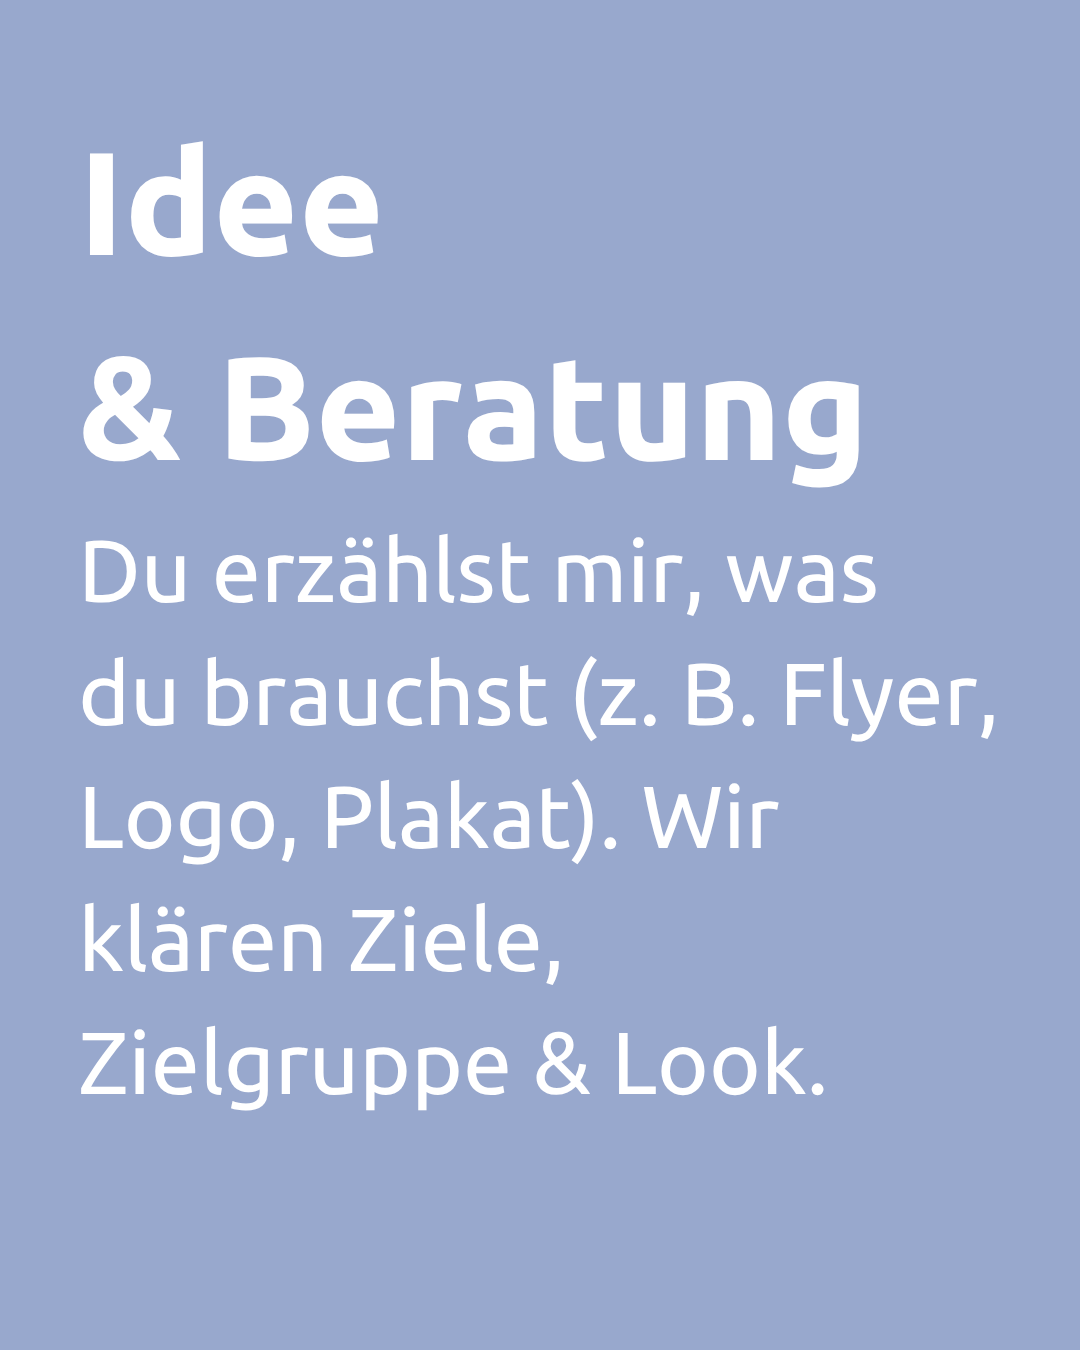 Idee
& Beratung
Du erzählst mir, was
du brauchst (z. B. Flyer,
Logo, Plakat). Wir
klären Ziele,
Zielgruppe & Look.